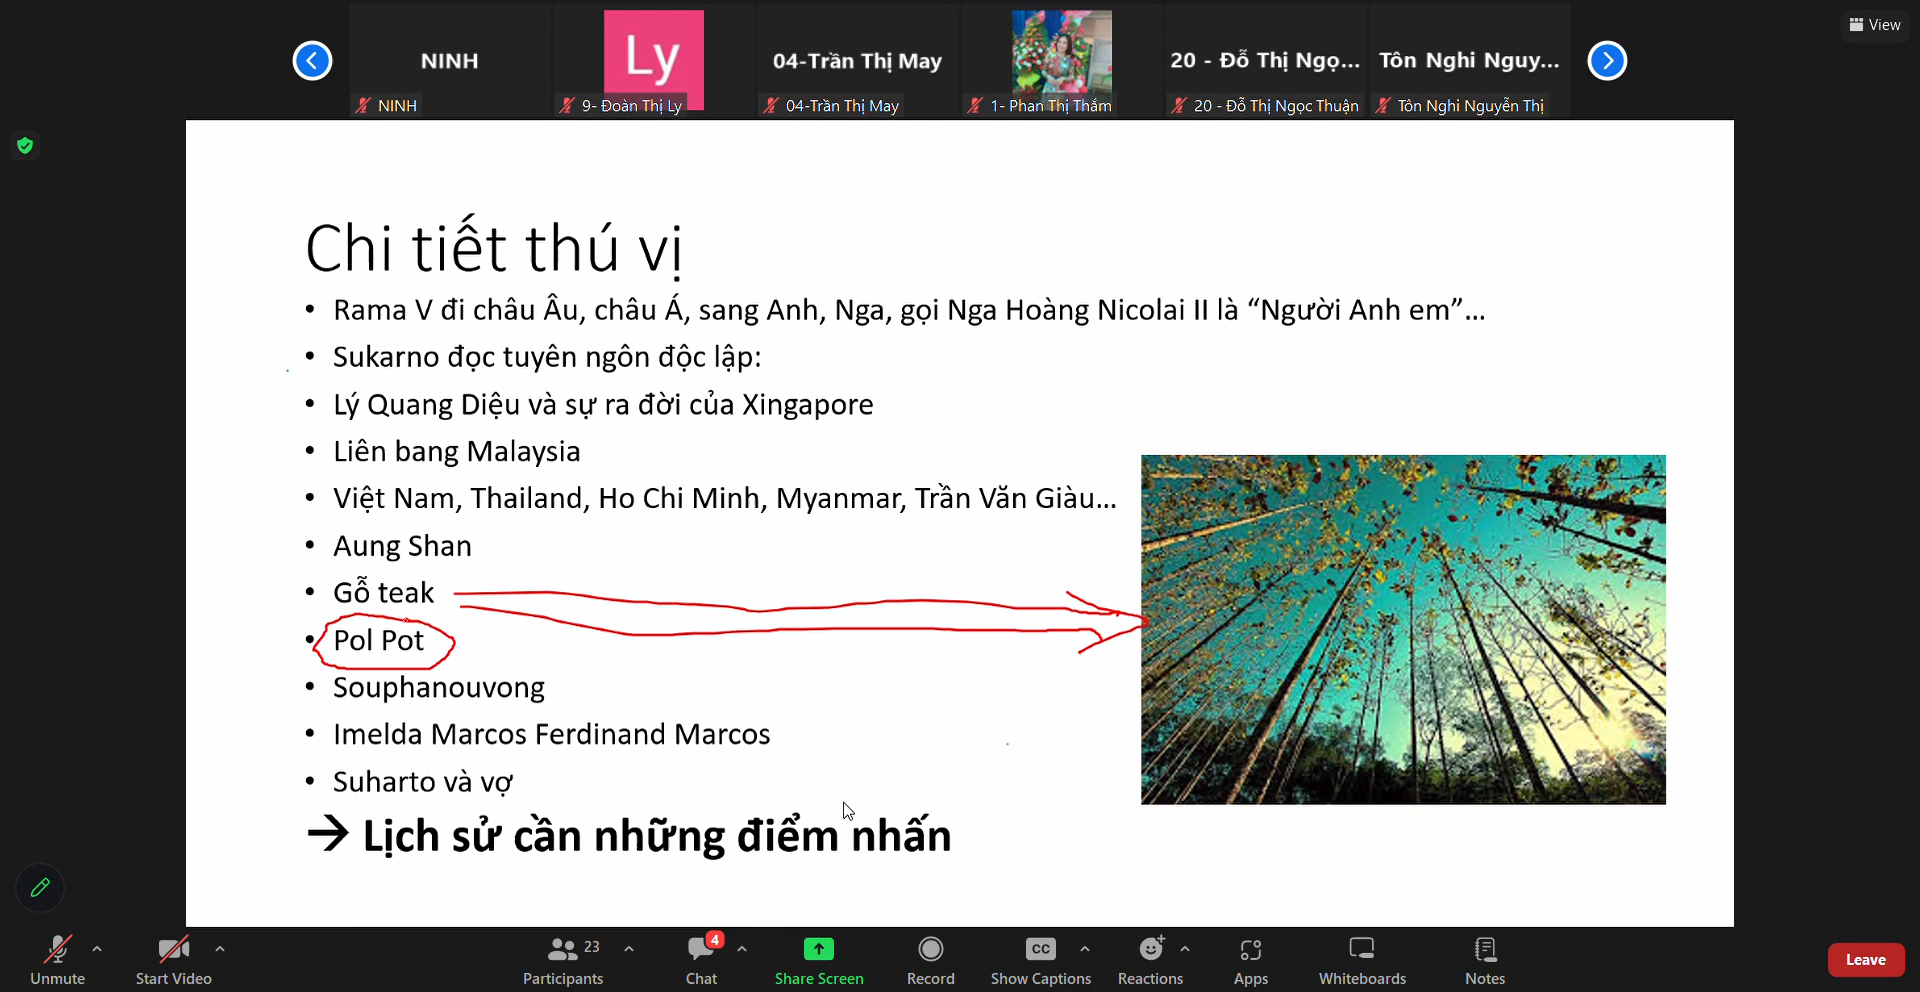 View
NINH
Ly
04-Trần Thị May
20 - Đỗ Thị Ngọ...
Tôn Nghi Nguy...
NINH
9- Đoàn Thị Ly
04-Trần Thị May
1- Phan Thị Thắm
20 - Đỗ Thị Ngọc Thuận
Tôn Nghi Nguyễn Thị
Chi tiết thú vị
• Rama V đi châu Âu, châu Á, sang Anh, Nga, gọi Nga Hoàng Nicolai II là “Người Anh em”...
• Sukarno đọc tuyên ngôn độc lập:
• Lý Quang Diệu và sự ra đời của Xingapore
• Liên bang Malaysia
• Việt Nam, Thailand, Ho Chi Minh, Myanmar, Trần Văn Giàu...
• Aung Shan
• Gỗ teak
• Pol Pot
• Souphanouvong
• Imelda Marcos Ferdinand Marcos
• Suharto và vợ
→ Lịch sử cần những điểm nhấn
23
4
CC
Unmute
Start Video
Participants
Chat
Share Screen
Record
Show Captions
Reactions
Apps
Whiteboards
Notes
Leave